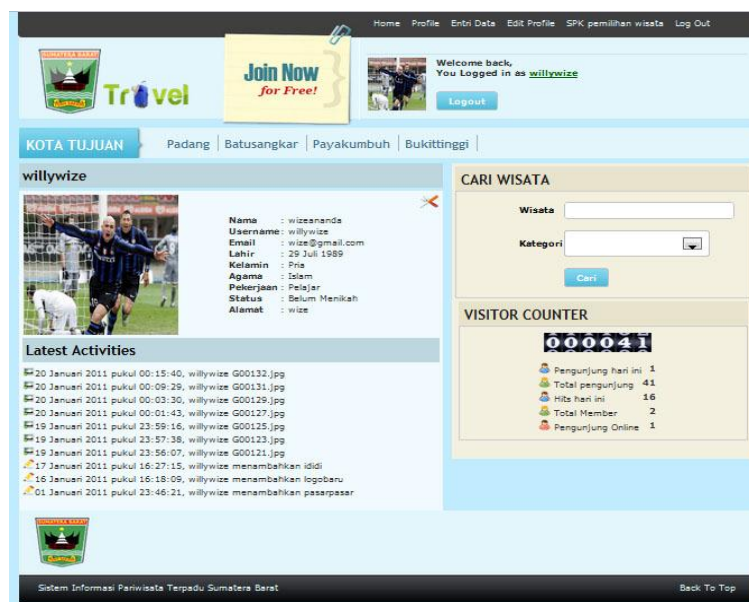 Home Profile Entri Data Edit Profile SPK pemilihan wisata Log Out
SUMATERA BARAT
Travel
Join Now
for Free!
Welcome back,
You Logged in as willywize
Logout
KOTA TUJUAN
Padang | Batusangkar | Payakumbuh | Bukittinggi |
willywize
Nama : wizeananda
Username : willywize
Email : wize@gmail.com
Lahir : 29 Juli 1989
Kelamin : Pria
Agama : Islam
Pekerjaan : Pelajar
Status : Belum Menikah
Alamat : wize
Latest Activities
20 Januari 2011 pukul 00:15:40, willywize G00132.jpg
20 Januari 2011 pukul 00:09:29, willywize G00131.jpg
20 Januari 2011 pukul 00:03:30, willywize G00129.jpg
20 Januari 2011 pukul 00:01:43, willywize G00127.jpg
19 Januari 2011 pukul 23:59:16, willywize G00125.jpg
19 Januari 2011 pukul 23:57:38, willywize G00123.jpg
19 Januari 2011 pukul 23:56:07, willywize G00121.jpg
17 Januari 2011 pukul 16:27:15, willywize menambahkan ididi
16 Januari 2011 pukul 16:18:09, willywize menambahkan logobaru
01 Januari 2011 pukul 23:46:21, willywize menambahkan pasarpasar
CARI WISATA
Wisata
Kategori
Cari
VISITOR COUNTER
000041
Pengunjung hari ini 1
Total pengunjung 41
Hits hari ini 16
Total Member 2
Pengunjung Online 1
SUMATERA BARAT
Sistem Informasi Pariwisata Terpadu Sumatera Barat
Back To Top